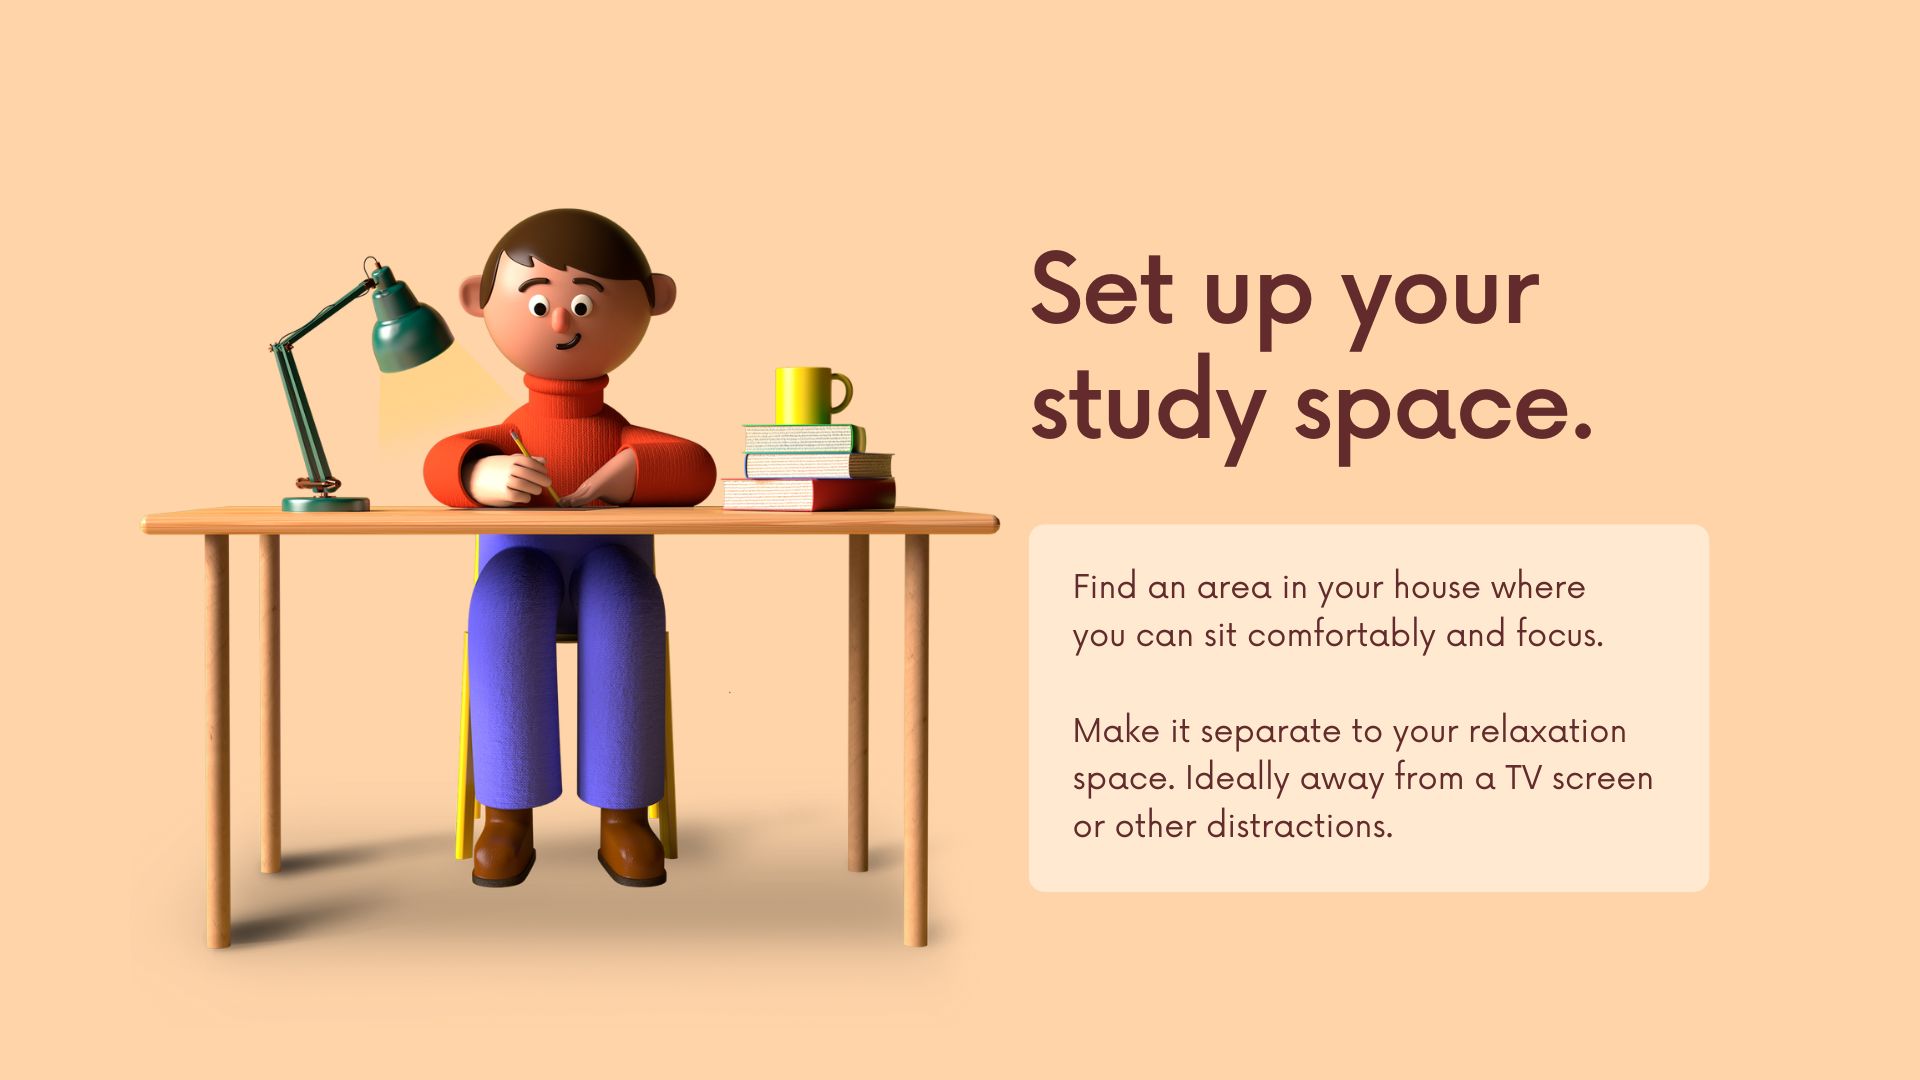 Set up your
study space.
Find an area in your house where
you can sit comfortably and focus.
Make it separate to your relaxation
space. Ideally away from a TV screen
or other distractions.